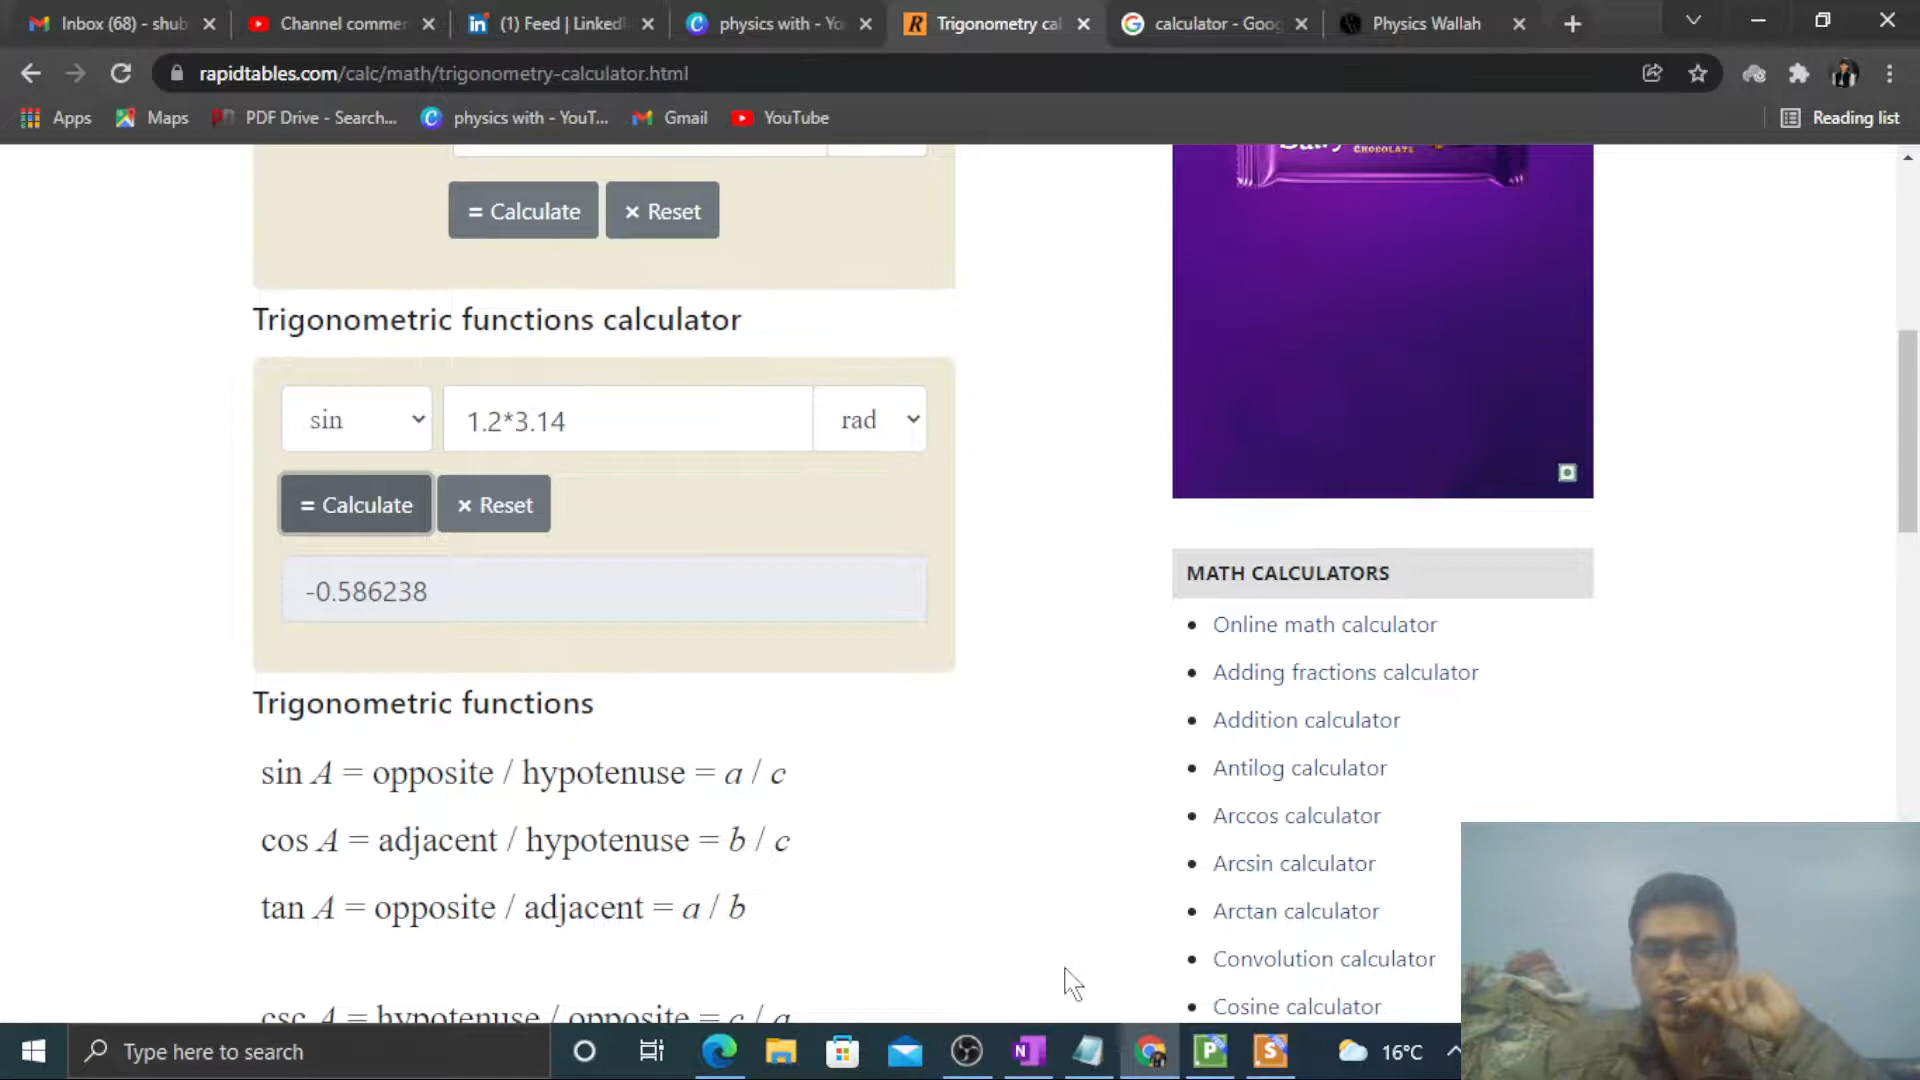 Inbox (68) - shub
Channel commer
(1) Feed | LinkedI
physics with - Yo
Trigonometry cal
calculator - Goog
Physics Wallah
rapidtables.com/calc/math/trigonometry-calculator.html
Apps
Maps
PDF Drive - Search...
physics with - YouT...
Gmail
YouTube
Reading list
CHOCOLATE
= Calculate
× Reset
Trigonometric functions calculator
sin
1.2*3.14
rad
= Calculate
× Reset
-0.586238
Trigonometric functions
sin A = opposite / hypotenuse = a / c
cos A = adjacent / hypotenuse = b / c
tan A = opposite / adjacent = a / b
csc A = hypotenuse / opposite = c / a
MATH CALCULATORS
Online math calculator
Adding fractions calculator
Addition calculator
Antilog calculator
Arccos calculator
Arcsin calculator
Arctan calculator
Convolution calculator
Cosine calculator
Type here to search
16°C